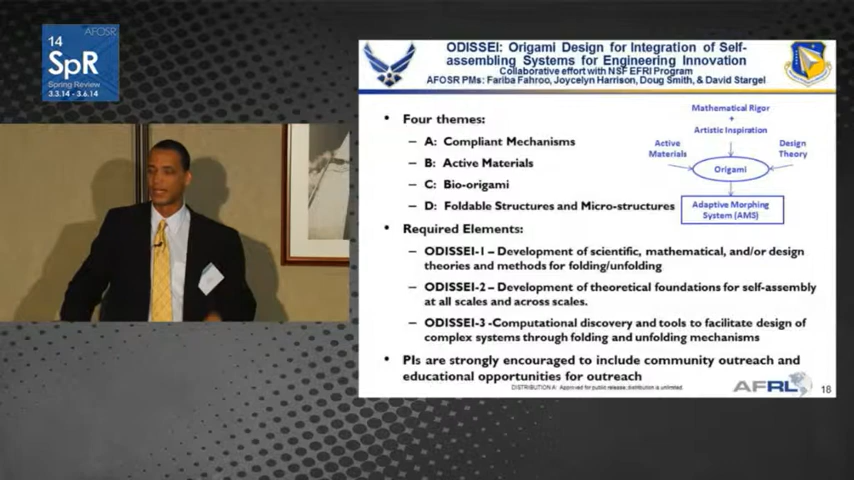 AFOSR
14
SpR
Spring Review
3.3.14 - 3.6.14
ODISSEI: Origami Design for Integration of Self-
assembling Systems for Engineering Innovation
Collaborative effort with NSF EFRI Program
AFOSR PMs: Fariba Fahroo, Joycelyn Harrison, Doug Smith, & David Stargel
• Four themes:
– A: Compliant Mechanisms
– B: Active Materials
– C: Bio-origami
– D: Foldable Structures and Micro-structures
Mathematical Rigor
+
Artistic Inspiration
Active
Materials
Design
Theory
Origami
Adaptive Morphing
System (AMS)
• Required Elements:
– ODISSEI-1 – Development of scientific, mathematical, and/or design
theories and methods for folding/unfolding
– ODISSEI-2 – Development of theoretical foundations for self-assembly
at all scales and across scales.
– ODISSEI-3 -Computational discovery and tools to facilitate design of
complex systems through folding and unfolding mechanisms
• PIs are strongly encouraged to include community outreach and
educational opportunities for outreach
DISTRIBUTION A: Approved for public release; distribution is unlimited.
AFRL
18